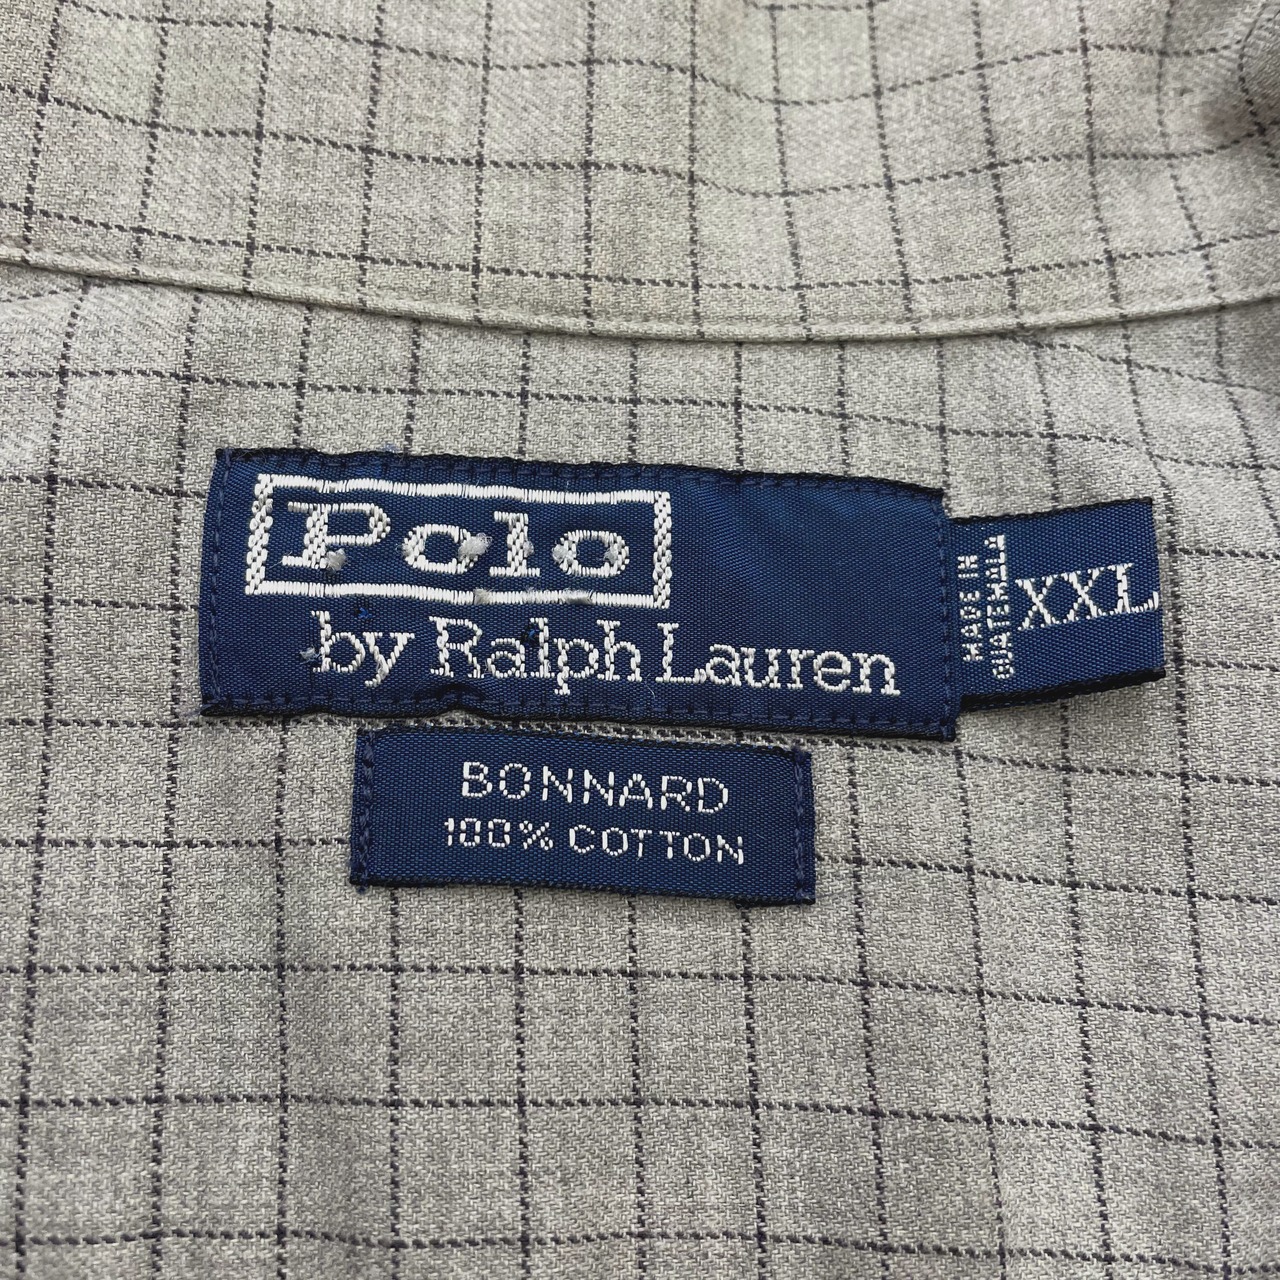 Polo
by Ralph Lauren
MADE IN
GUATEMALA
XXL
BONNARD
100% COTTON